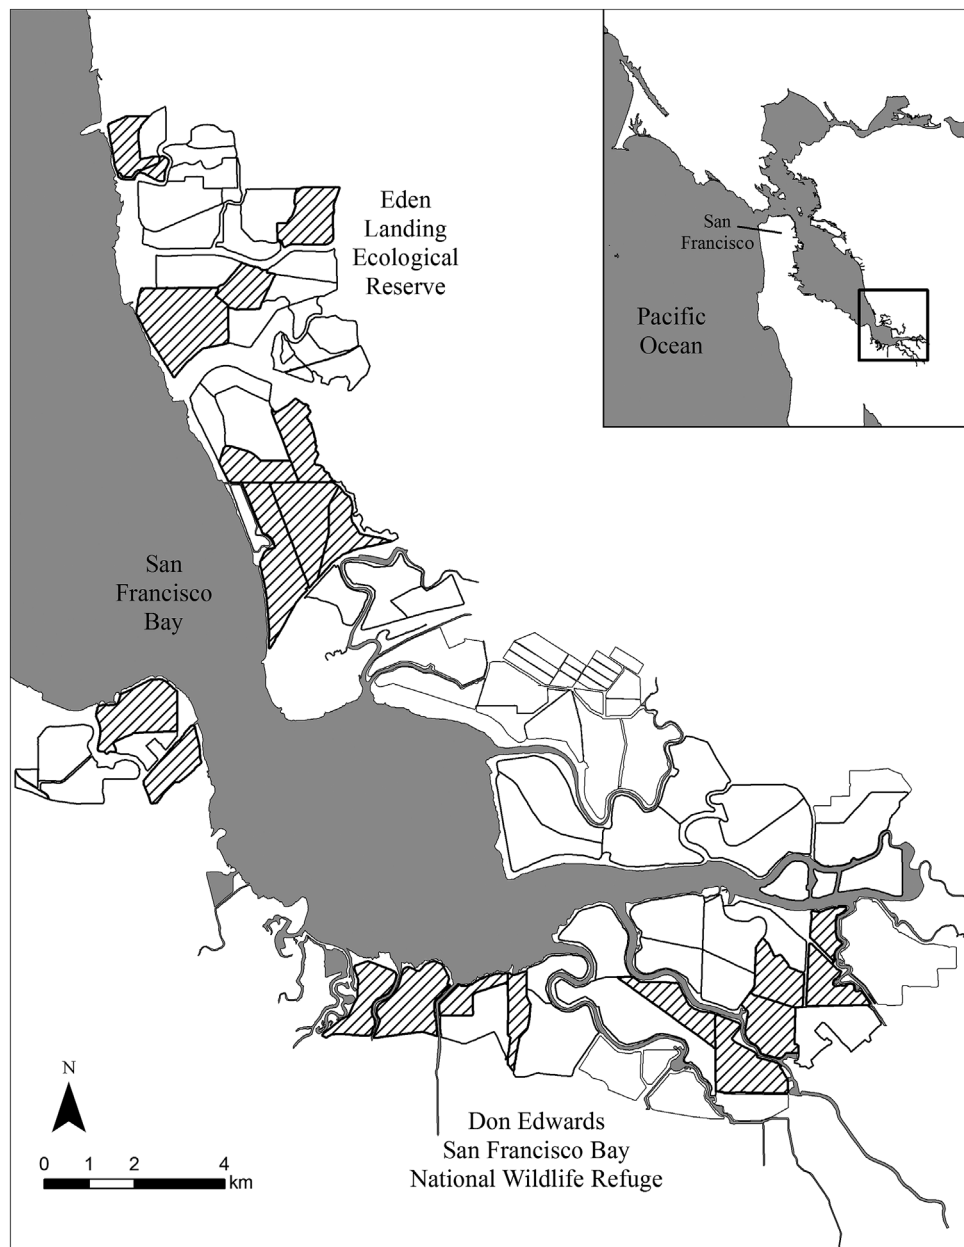 Eden
Landing
Ecological
Reserve
San
Francisco
Pacific
Ocean
San
Francisco
Bay
N
0 1 2 4
km
Don Edwards
San Francisco Bay
National Wildlife Refuge